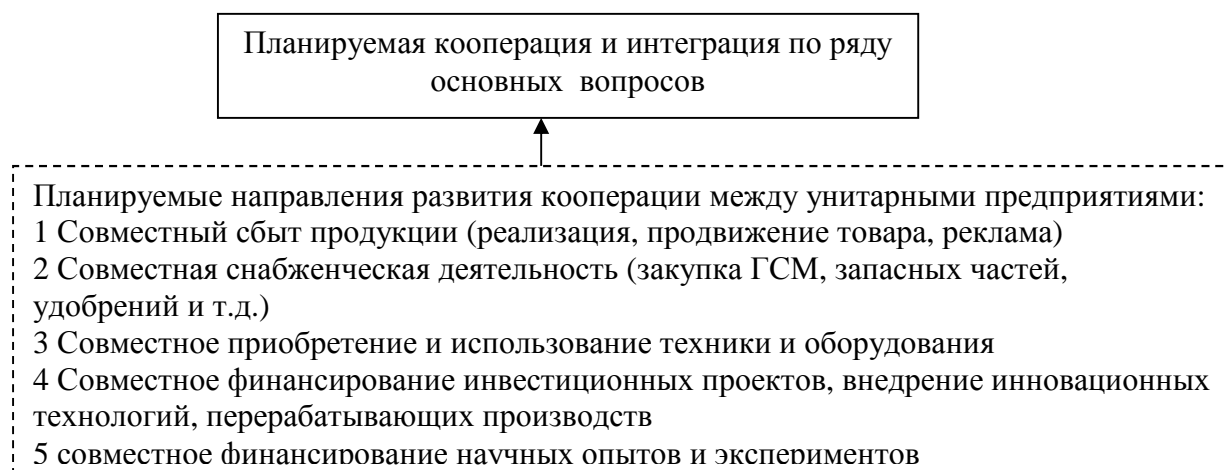 Планируемая кооперация и интеграция по ряду
основных вопросов
Планируемые направления развития кооперации между унитарными предприятиями:
1 Совместный сбыт продукции (реализация, продвижение товара, реклама)
2 Совместная снабженческая деятельность (закупка ГСМ, запасных частей,
удобрений и т.д.)
3 Совместное приобретение и использование техники и оборудования
4 Совместное финансирование инвестиционных проектов, внедрение инновационных
технологий, перерабатывающих производств
5 совместное финансирование научных опытов и экспериментов